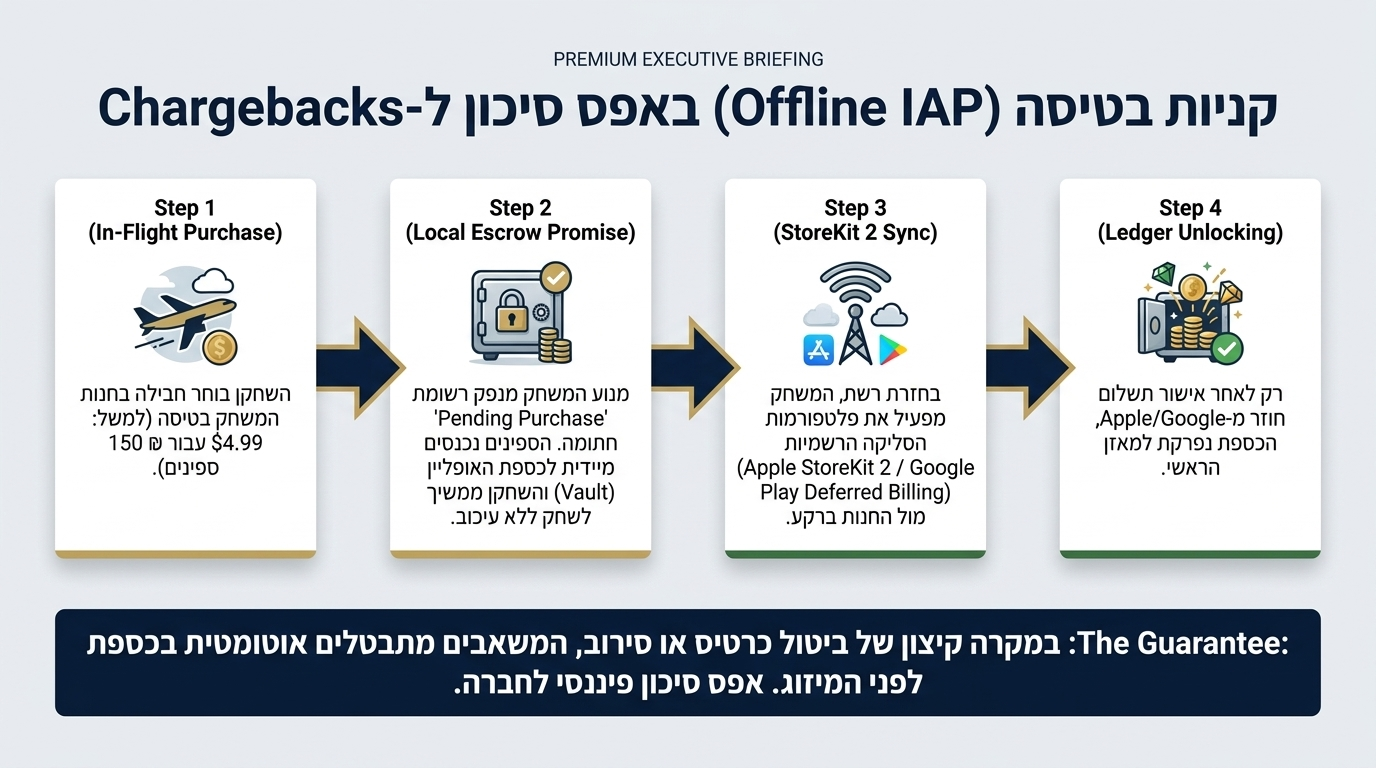 PREMIUM EXECUTIVE BRIEFING
קניות בטיסה (Offline IAP) באפס סיכון ל-Chargebacks
Step 1
(In-Flight Purchase)
השחקן בוחר חבילה בחנות
המשחק בטיסה (למשל:
$4.99 עבור ₪ 150
ספינים).
Step 2
(Local Escrow Promise)
מנוע המשחק מנפק רשומת
'Pending Purchase'
חתומה. הספינים נכנסים
מיידית לכספת האופליין
(Vault) והשחקן ממשיך
לשחק ללא עיכוב.
Step 3
(StoreKit 2 Sync)
בחזרת רשת, המשחק
מפעיל את פלטפורמות
הסליקה הרשמיות
(Apple StoreKit 2 / Google
Play Deferred Billing)
מול החנות ברקע.
Step 4
(Ledger Unlocking)
רק לאחר אישור תשלום
חוזר מ-Apple/Google,
הכספת נפרקת למאזן
הראשי.
:The Guarantee: במקרה קיצון של ביטול כרטיס או סירוב, המשאבים מתבטלים אוטומטית בכספת
לפני המיזוג. אפס סיכון פיננסי לחברה.